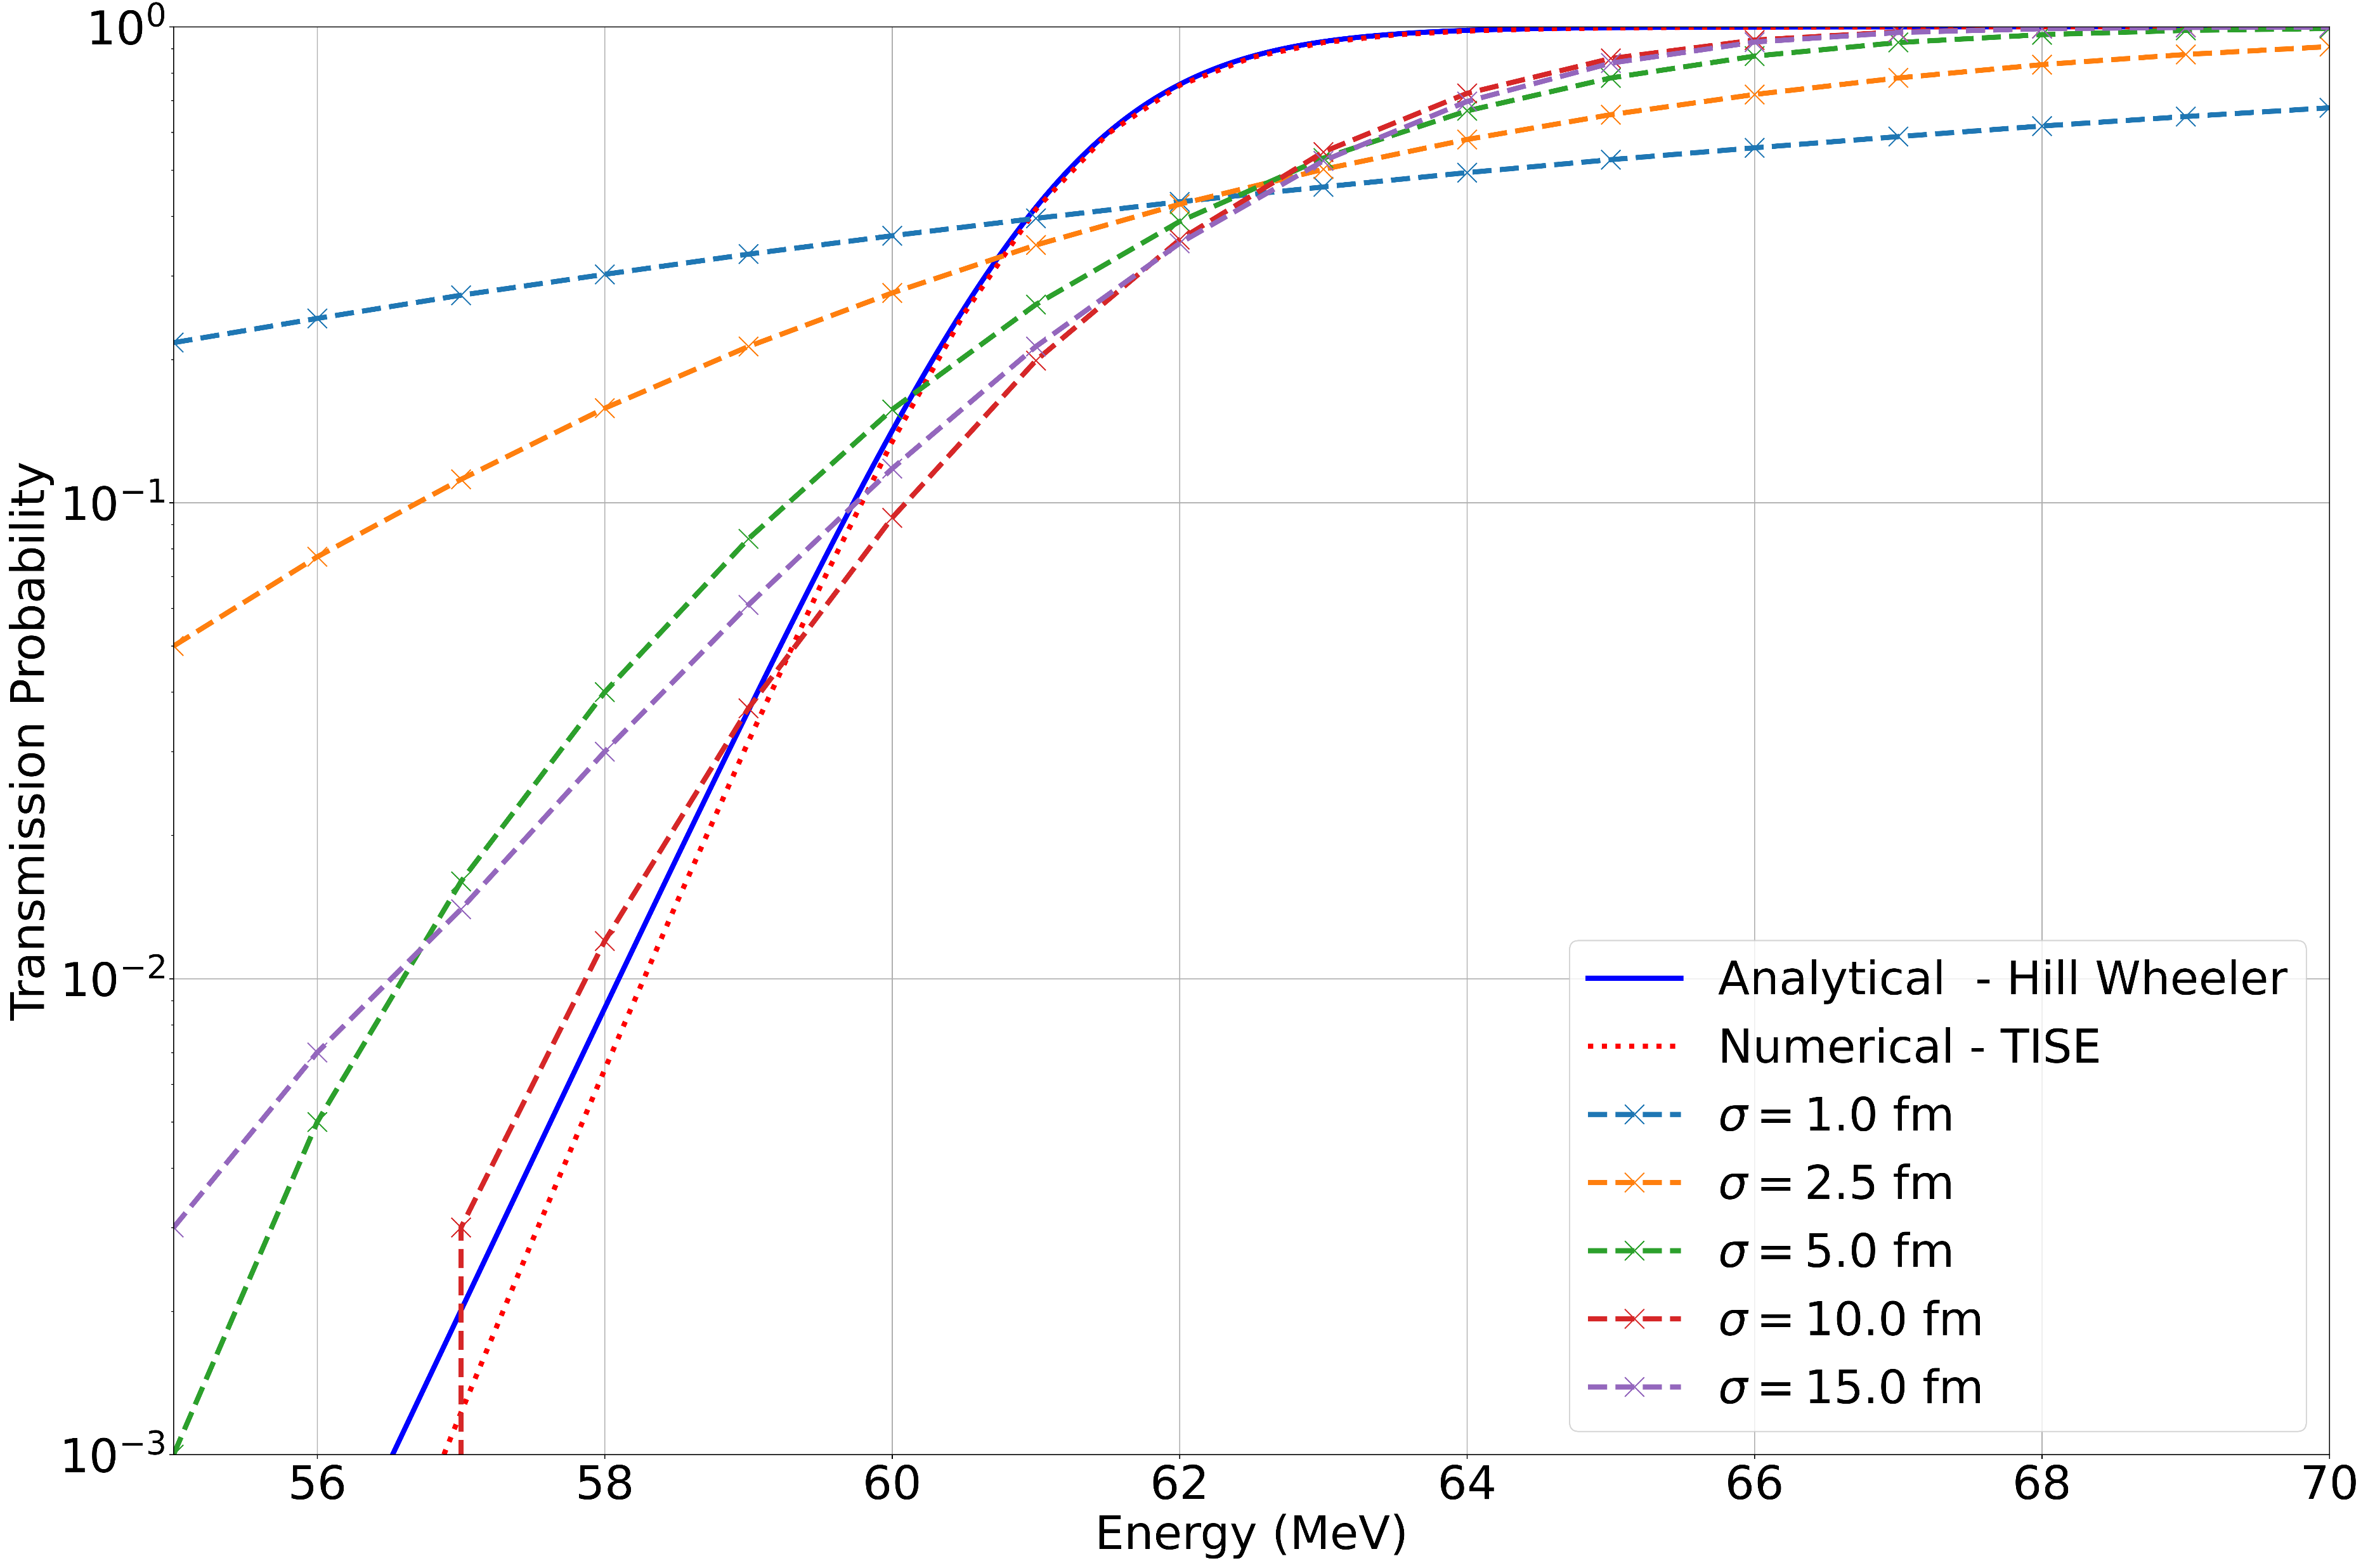 Transmission Probability
10⁰
10⁻¹
10⁻²
10⁻³
56 58 60 62 64 66 68 70
Energy (MeV)
Analytical - Hill Wheeler
Numerical - TISE
σ = 1.0 fm
σ = 2.5 fm
σ = 5.0 fm
σ = 10.0 fm
σ = 15.0 fm